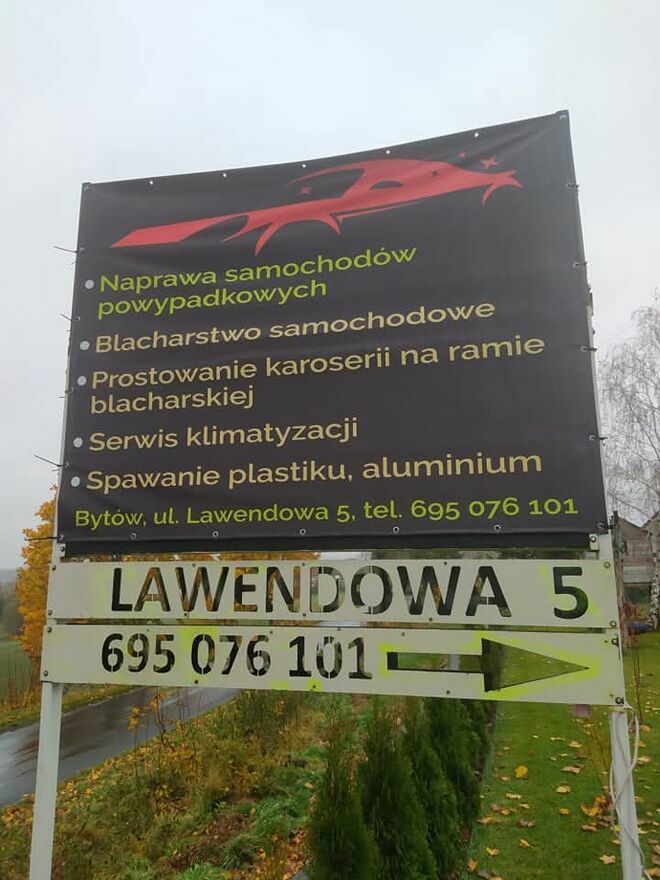 • Naprawa samochodów
powypadkowych
• Blacharstwo samochodowe
• Prostowanie karoserii na ramie
blacharskiej
• Serwis klimatyzacji
• Spawanie plastiku, aluminium
Bytów, ul. Lawendowa 5, tel. 695 076 101
LAWENDOWA 5
695 076 101